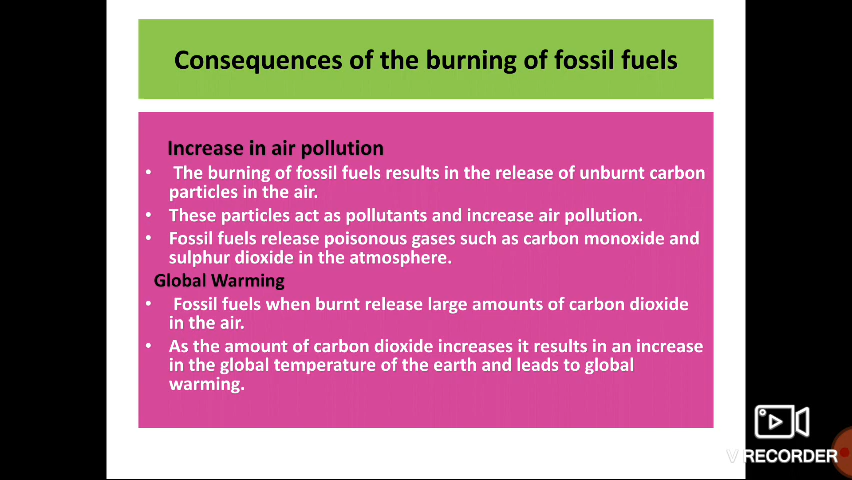 Consequences of the burning of fossil fuels
Increase in air pollution
• The burning of fossil fuels results in the release of unburnt carbon
particles in the air.
• These particles act as pollutants and increase air pollution.
• Fossil fuels release poisonous gases such as carbon monoxide and
sulphur dioxide in the atmosphere.
Global Warming
• Fossil fuels when burnt release large amounts of carbon dioxide
in the air.
• As the amount of carbon dioxide increases it results in an increase
in the global temperature of the earth and leads to global
warming.
V RECORDER